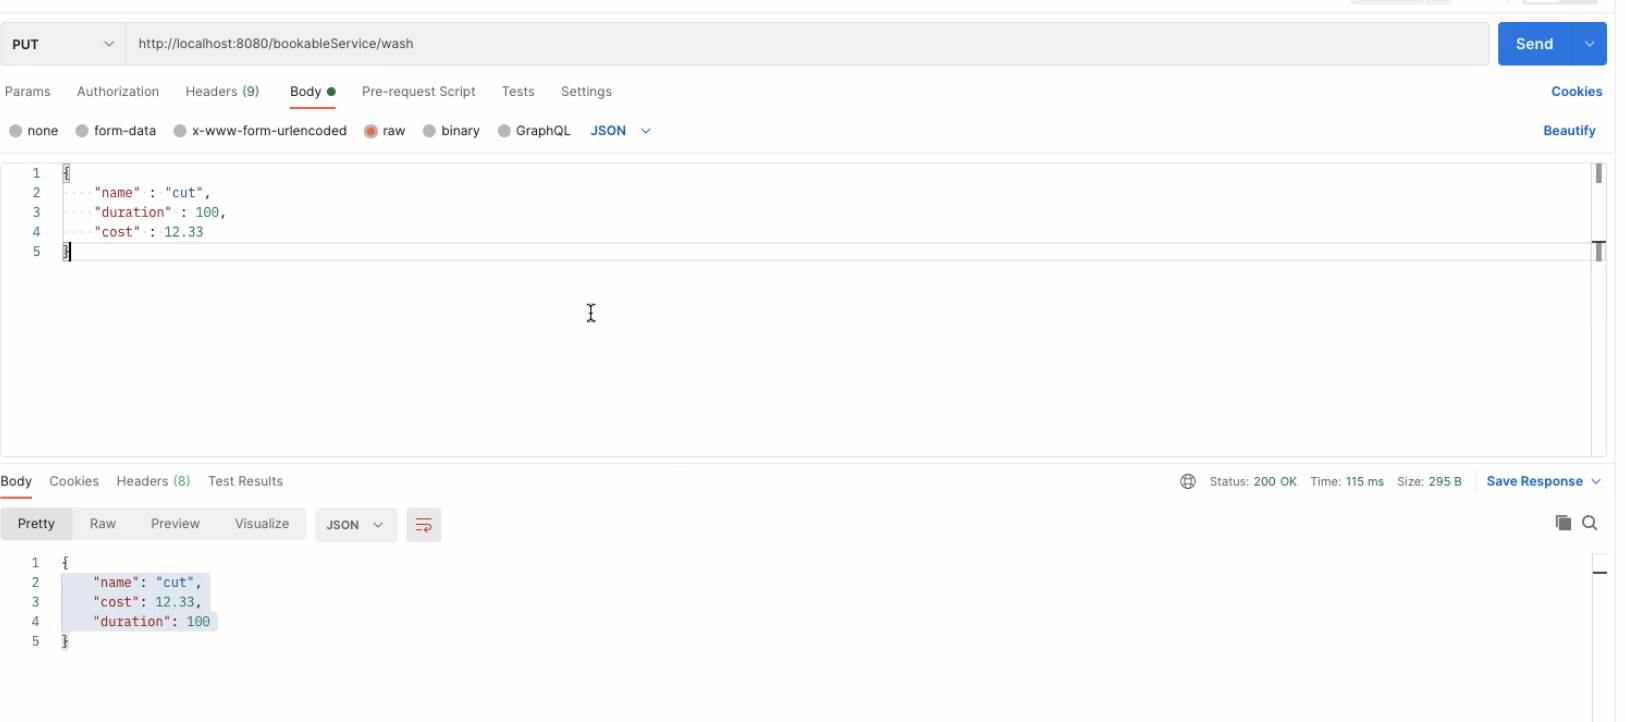 PUT http://localhost:8080/bookableService/wash Send
Params Authorization Headers (9) Body Pre-request Script Tests Settings Cookies
none form-data x-www-form-urlencoded raw binary GraphQL JSON Beautify
1 {
2 ····"name"·:·"cut",
3 ····"duration"·:·100,
4 ····"cost"·:·12.33
5 }
Body Cookies Headers (8) Test Results Status: 200 OK Time: 115 ms Size: 295 B Save Response
Pretty Raw Preview Visualize JSON
1 {
2 "name": "cut",
3 "cost": 12.33,
4 "duration": 100
5 }